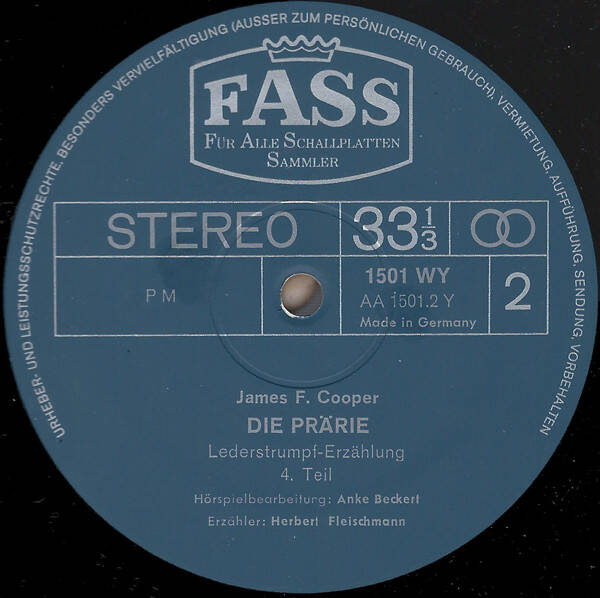 URHEBER- UND LEISTUNGSSCHUTZRECHTE, BESONDERS VERVIELFÄLTIGUNG (AUSSER ZUM PERSÖNLICHEN GEBRAUCH), VERMIETUNG, AUFFÜHRUNG, SENDUNG, VORBEHALTEN
FASS
FÜR ALLE SCHALLPLATTEN
SAMMLER
STEREO 33 1/3
PM
1501 WY
AA 1501.2 Y
Made in Germany
2
James F. Cooper
DIE PRÄRIE
Lederstrumpf-Erzählung
4. Teil
Hörspielbearbeitung: Anke Beckert
Erzähler: Herbert Fleischmann